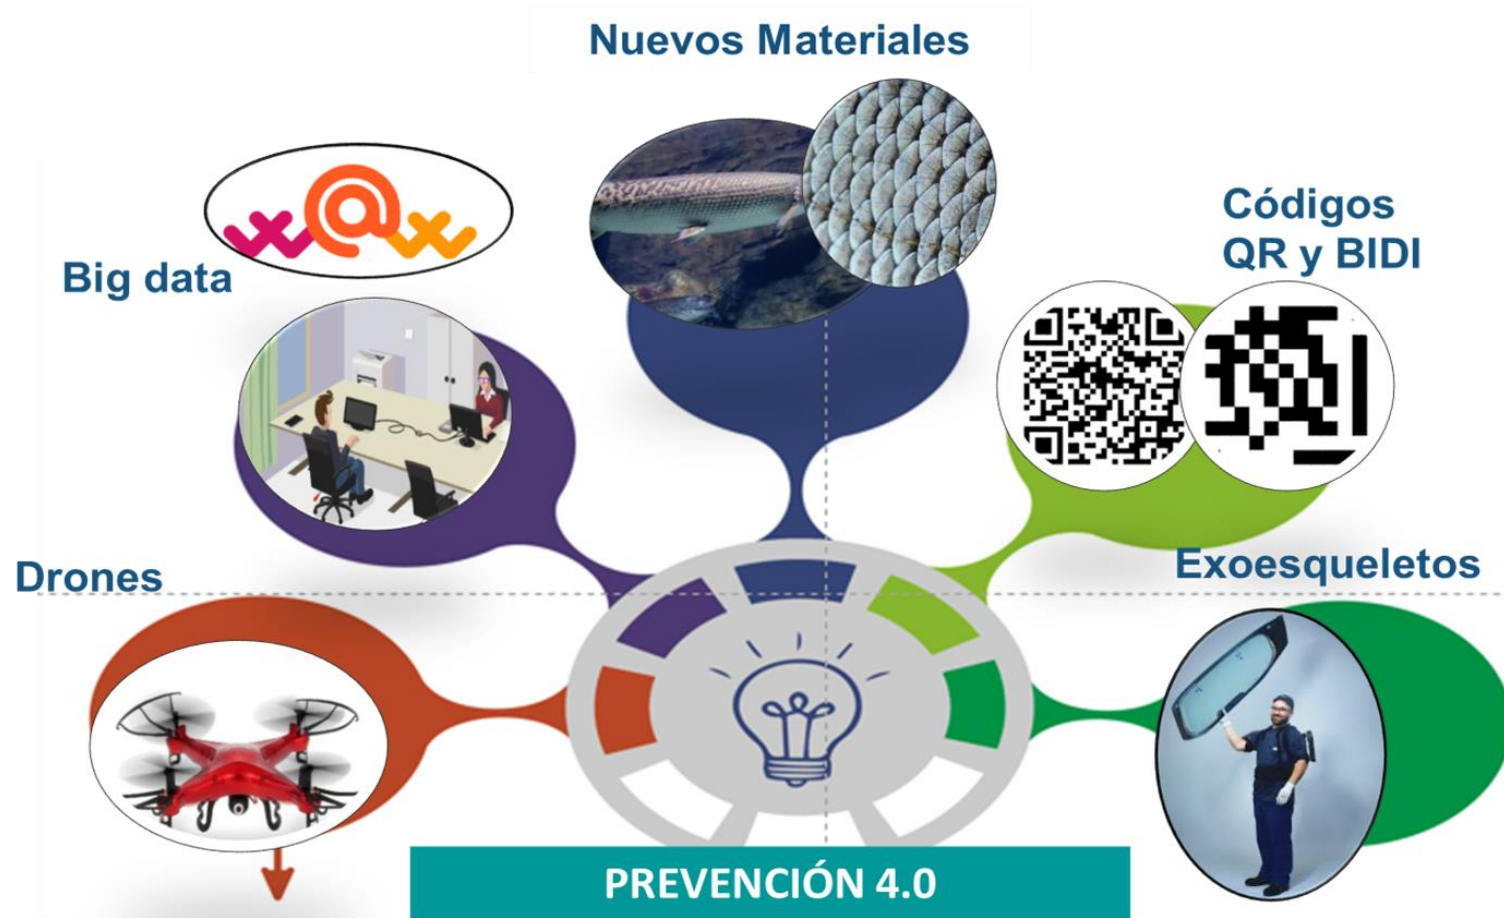 Nuevos Materiales
Códigos
QR y BIDI
w@w
Big data
Drones
Exoesqueletos
PREVENCIÓN 4.0